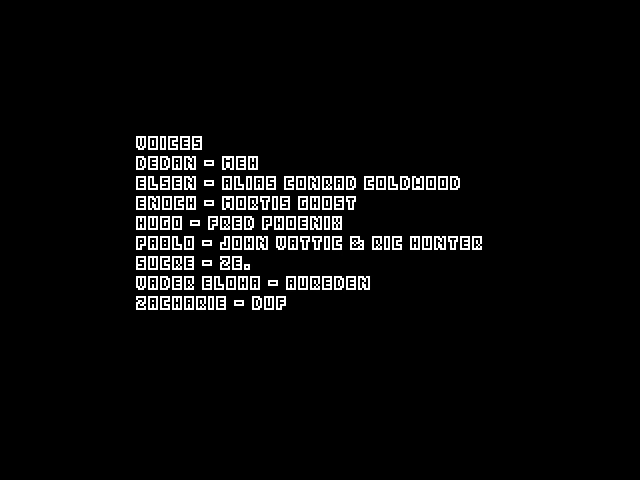 VOICES
DEDAN - MEH
ELSEN - ALIAS CONRAD COLDWOOD
ENOCH - MORTIS GHOST
HUGO - FRED PHOENIX
PABLO - JOHN VATTIC & RIC HUNTER
SUCRE - ZE.
VADER ELOHA - AUREDEN
ZACHARIE - DUF